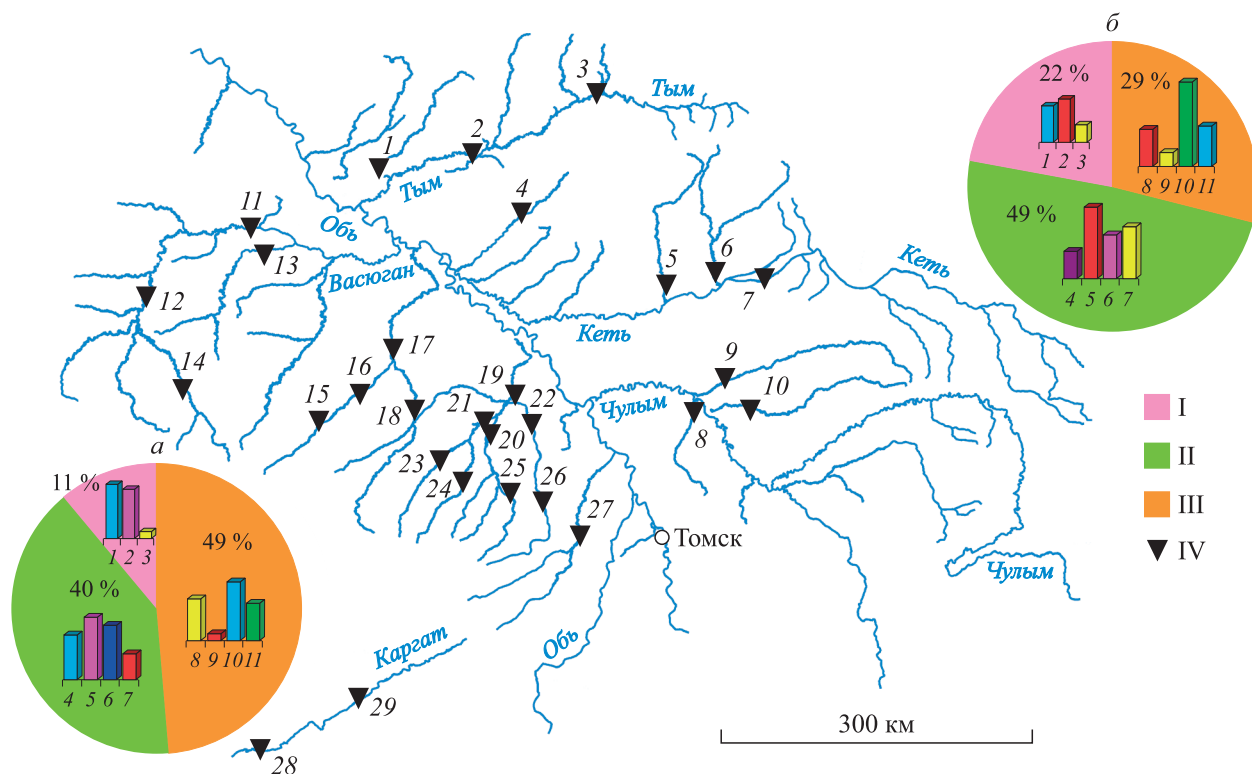 б
22 %
29 %
1 2 3
8 9 10 11
49 %
4 5 6 7
3
Тым
2
1
Тым
4
11
Обь
13
Васюган
5
6
7
Кеть
12
Кеть
14
17
16
15
18
19
9
22
21
20
Чулым
10
8
23
24
25
26
27
Томск
Чулым
I
II
III
IV
а
11 %
1 2 3
49 %
40 %
8 9 10 11
4 5 6 7
Каргат
Обь
29
28
300 км